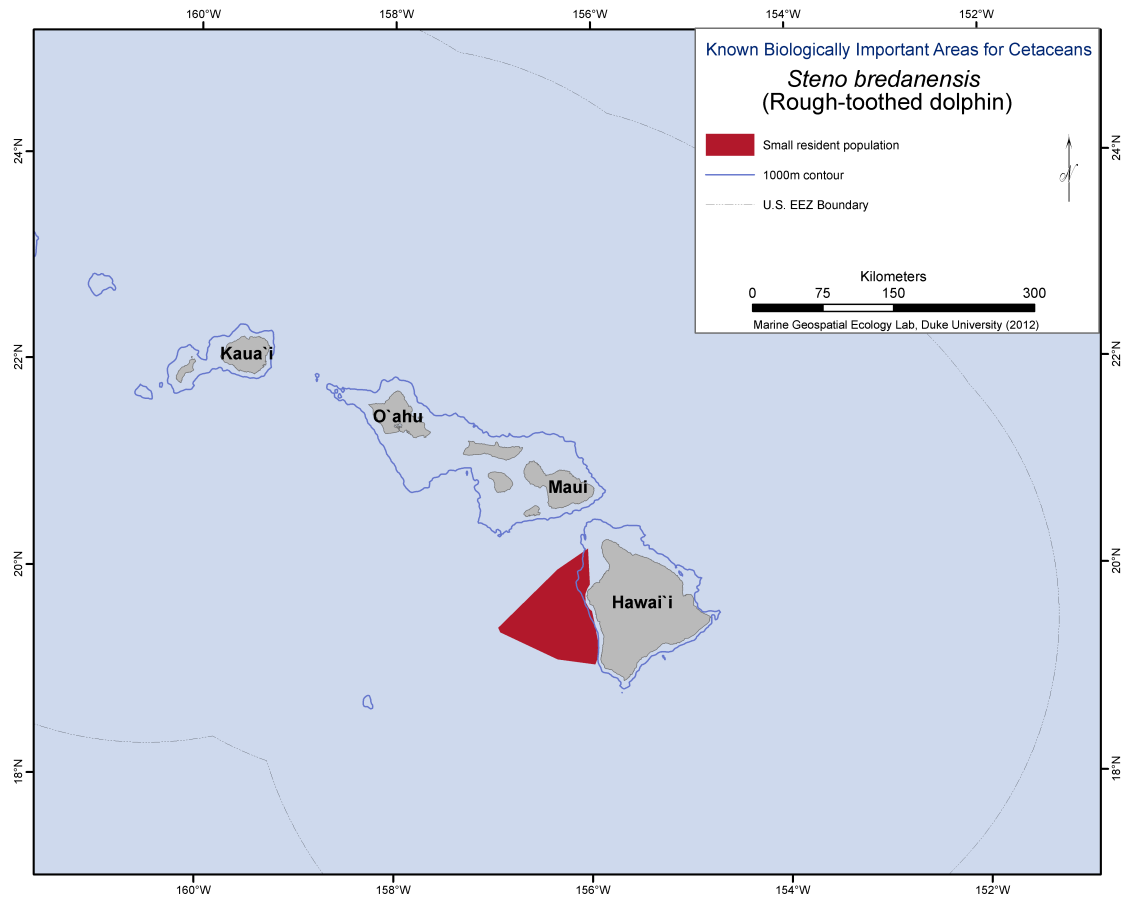 160°W 158°W 156°W 154°W 152°W
Known Biologically Important Areas for Cetaceans
Steno bredanensis
(Rough-toothed dolphin)
Small resident population
1000m contour
U.S. EEZ Boundary
N
Kilometers
0 75 150 300
Marine Geospatial Ecology Lab, Duke University (2012)
24°N 24°N
22°N 22°N
Kaua`i
O`ahu
Maui
20°N 20°N
Hawai`i
18°N 18°N
160°W 158°W 156°W 154°W 152°W